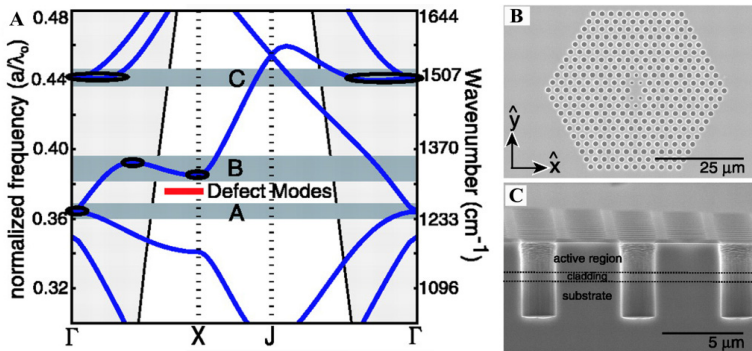 A
normalized frequency (a/λo)
0.48
0.44
0.40
0.36
0.32
C
B
Defect Modes
A
Γ
X
J
Γ
1644
1507
1370
1233
1096
Wavenumber (cm-1)
B
ŷ
x̂
25 μm
C
active region
cladding
substrate
5 μm